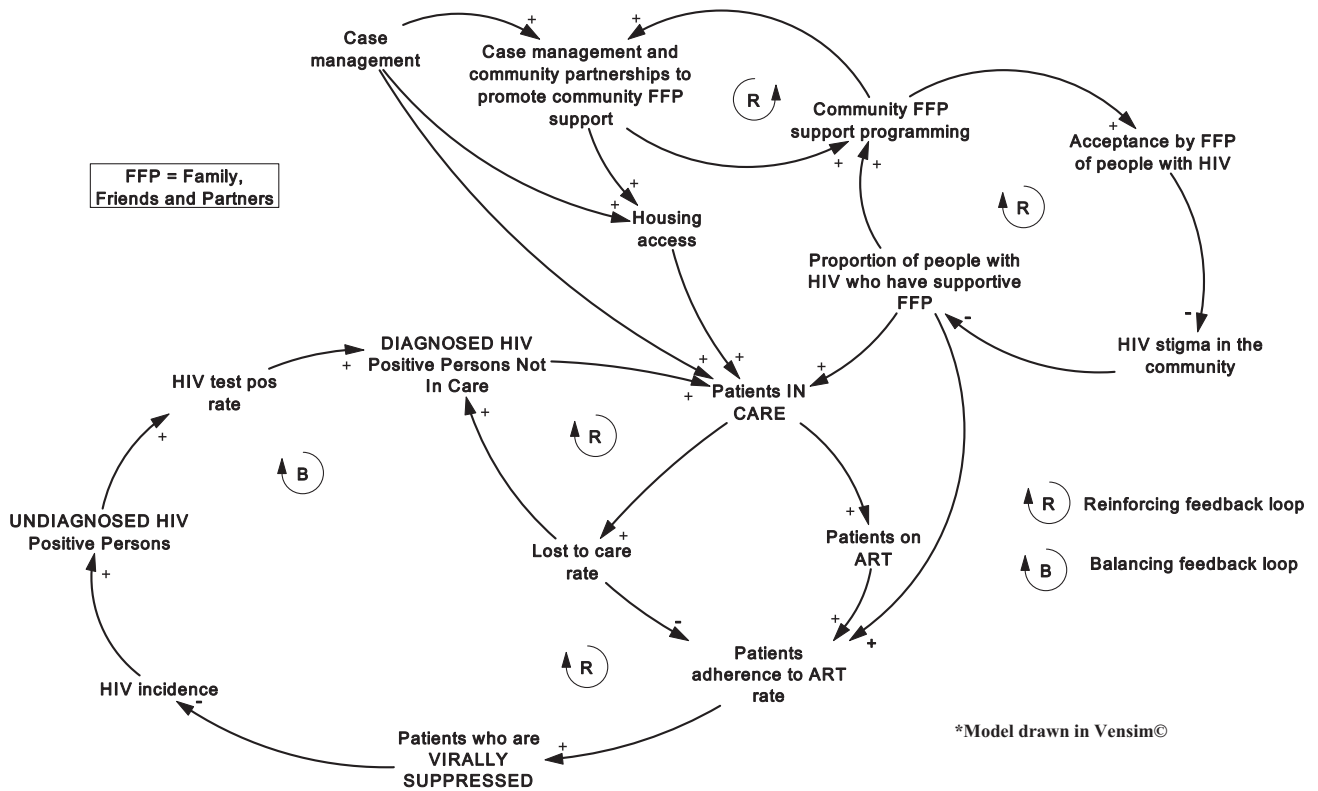 Case
management
Case management and
community partnerships to
promote community FFP
support
+
+
R
Community FFP
support programming
+
+
+
Acceptance by FFP
of people with HIV
FFP = Family,
Friends and Partners
+
+
Housing
access
R
Proportion of people with
HIV who have supportive
FFP
-
-
HIV stigma in the
community
DIAGNOSED HIV
Positive Persons Not
In Care
+
+
+
+
+
+
Patients IN
CARE
HIV test pos
rate
+
R
B
UNDIAGNOSED HIV
Positive Persons
+
Lost to care
rate
+
+
Patients on
ART
R
Reinforcing feedback loop
B
Balancing feedback loop
-
+
+
Patients
adherence to ART
rate
R
HIV incidence
-
Patients who are
VIRALLY
SUPPRESSED
+
*Model drawn in Vensim©